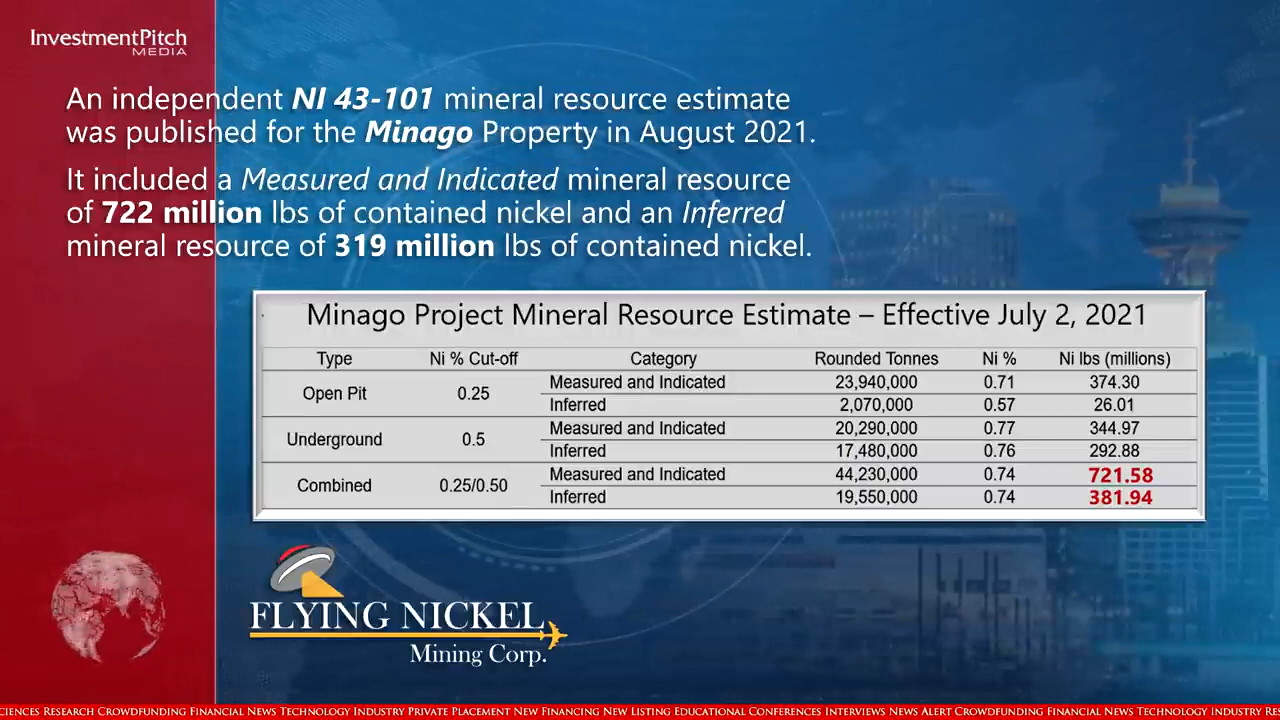 InvestmentPitch
MEDIA
An independent NI 43-101 mineral resource estimate
was published for the Minago Property in August 2021.
It included a Measured and Indicated mineral resource
of 722 million lbs of contained nickel and an Inferred
mineral resource of 319 million lbs of contained nickel.
Minago Project Mineral Resource Estimate – Effective July 2, 2021
Type Ni % Cut-off Category Rounded Tonnes Ni % Ni lbs (millions)
Open Pit 0.25 Measured and Indicated 23,940,000 0.71 374.30
Inferred 2,070,000 0.57 26.01
Underground 0.5 Measured and Indicated 20,290,000 0.77 344.97
Inferred 17,480,000 0.76 292.88
Combined 0.25/0.50 Measured and Indicated 44,230,000 0.74 721.58
Inferred 19,550,000 0.74 381.94
FLYING NICKEL
Mining Corp.
CIENCES RESEARCH CROWDFUNDING FINANCIAL NEWS TECHNOLOGY INDUSTRY PRIVATE PLACEMENT NEW FINANCING NEW LISTING EDUCATIONAL CONFERENCES INTERVIEWS NEWS ALERT CROWDFUNDING FINANCIAL NEWS TECHNOLOGY INDUSTRY RES